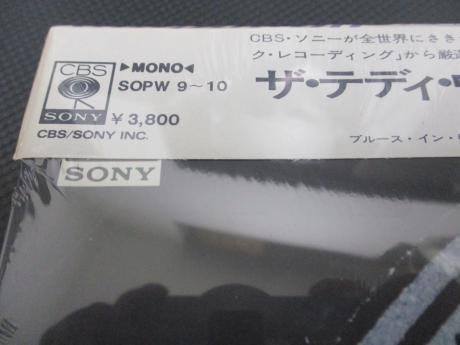 CBS
SONY
▶MONO◀
SOPW 9~10
¥3,800
CBS/SONY INC.
CBS・ソニーが全世界にさき
ク・レコーディング」から厳
ザ・テディ・
ブルース・イン・
SONY